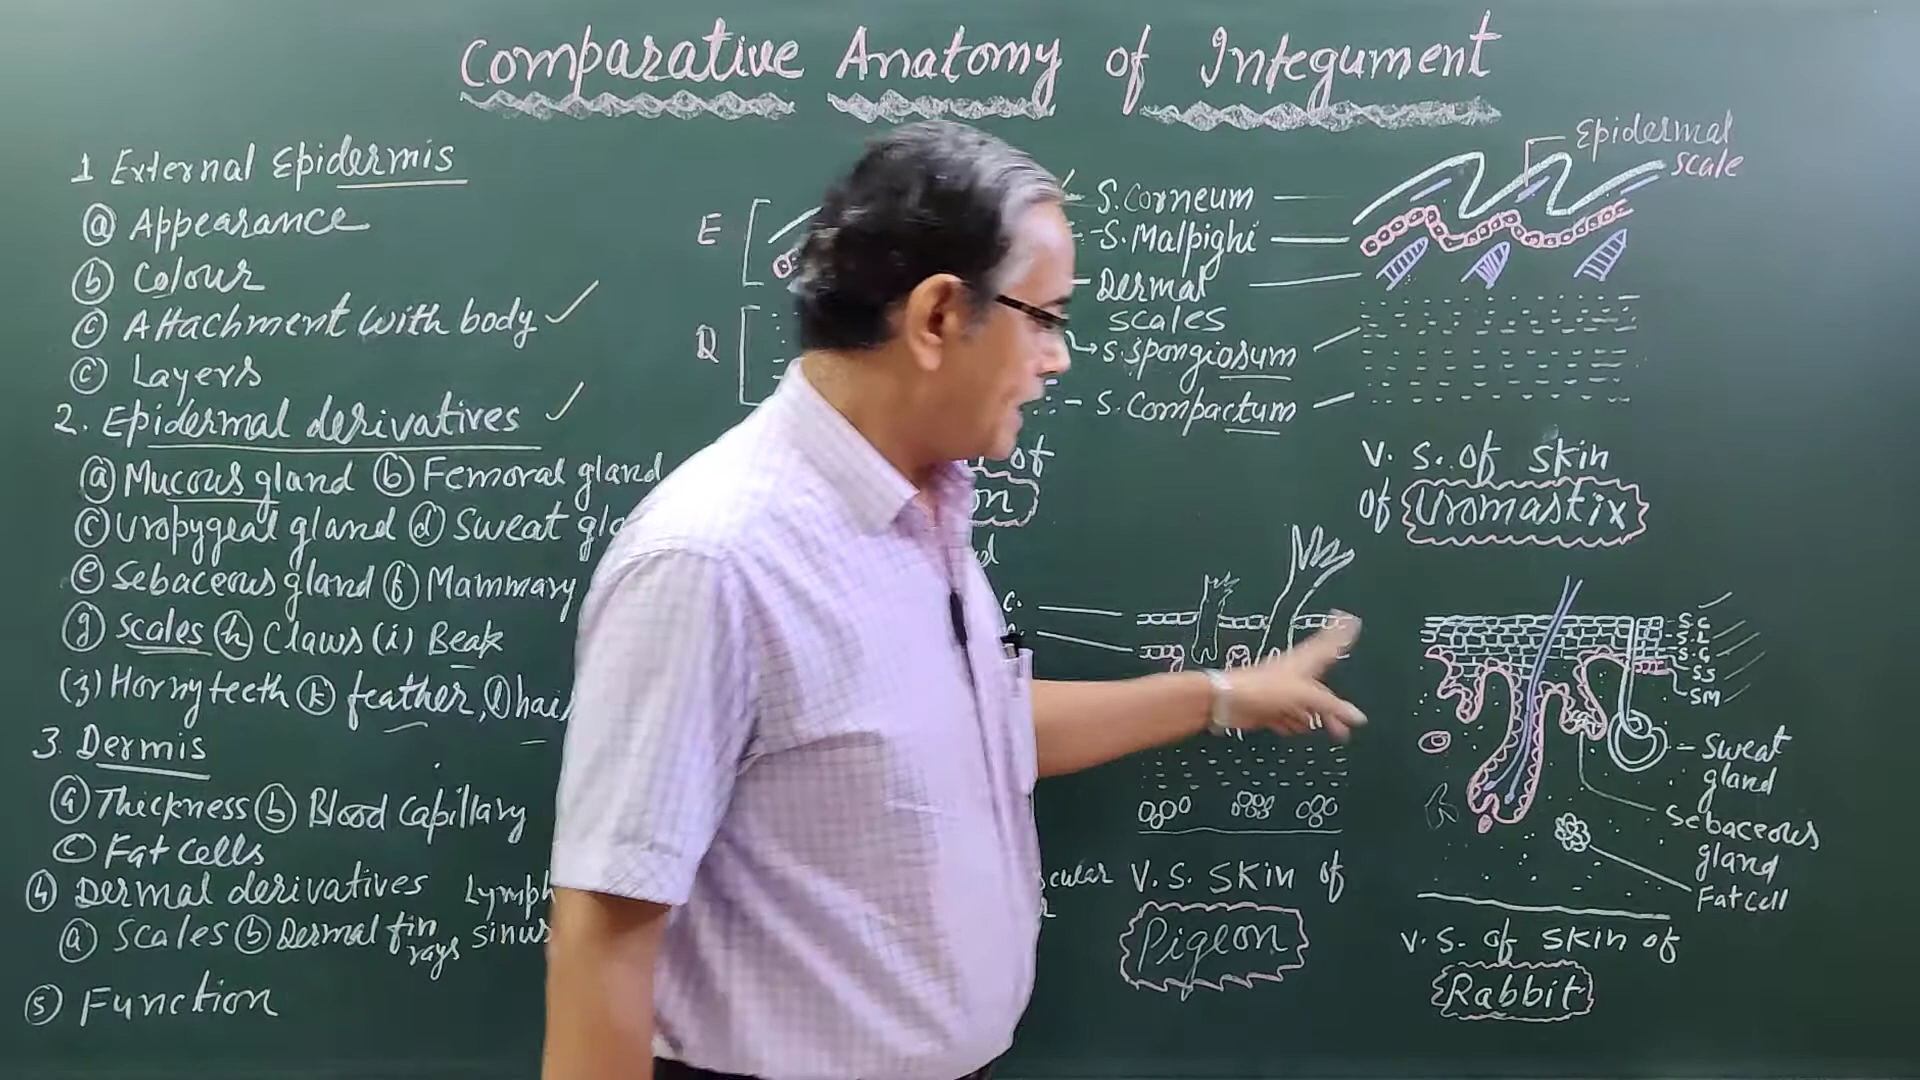 Comparative Anatomy of Integument
1 External Epidermis
ⓐ Appearance
ⓑ Colour
ⓒ Attachment with body ✓
ⓒ Layers
2. Epidermal derivatives ✓
ⓐ Mucous gland ⓑ Femoral gland
ⓒ Uropygeal gland ⓓ Sweat
ⓔ Sebaceous gland ⓕ Mammary
ⓖ Scales ⓗ Claws (i) Beak
(J) Horny teeth ⓚ feather, ⓛ
3. Dermis
ⓐ Thickness ⓑ Blood Capillary
ⓒ Fat cells
④ Dermal derivatives Lymph
ⓐ Scales ⓑ Dermal fin rays sinus
⑤ Function
E
D
S. Corneum
S. Malpighi
Dermal
scales
S. Spongiosum
S. Compactum
of
Epidermal
scale
V. S. of Skin
of Uromastix
C.
V. S. Skin of
Pigeon
S C
S. L
S. G
S S
SM
Sweat
gland
Sebaceous
gland
Fat Cell
V. S. of Skin of
Rabbit